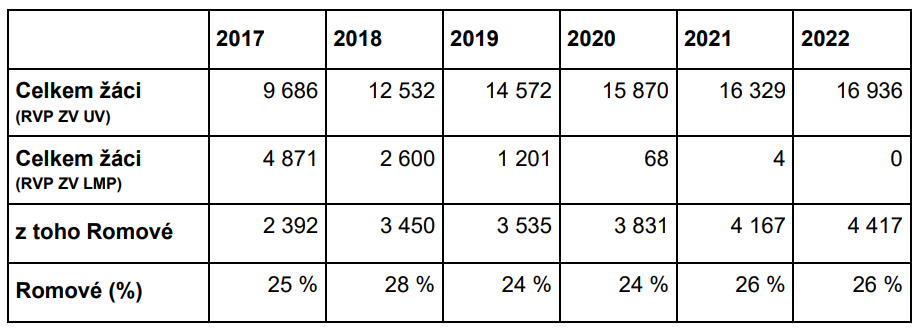 2017 2018 2019 2020 2021 2022
Celkem žáci 9 686 12 532 14 572 15 870 16 329 16 936
(RVP ZV UV)
Celkem žáci 4 871 2 600 1 201 68 4 0
(RVP ZV LMP)
z toho Romové 2 392 3 450 3 535 3 831 4 167 4 417
Romové (%) 25 % 28 % 24 % 24 % 26 % 26 %